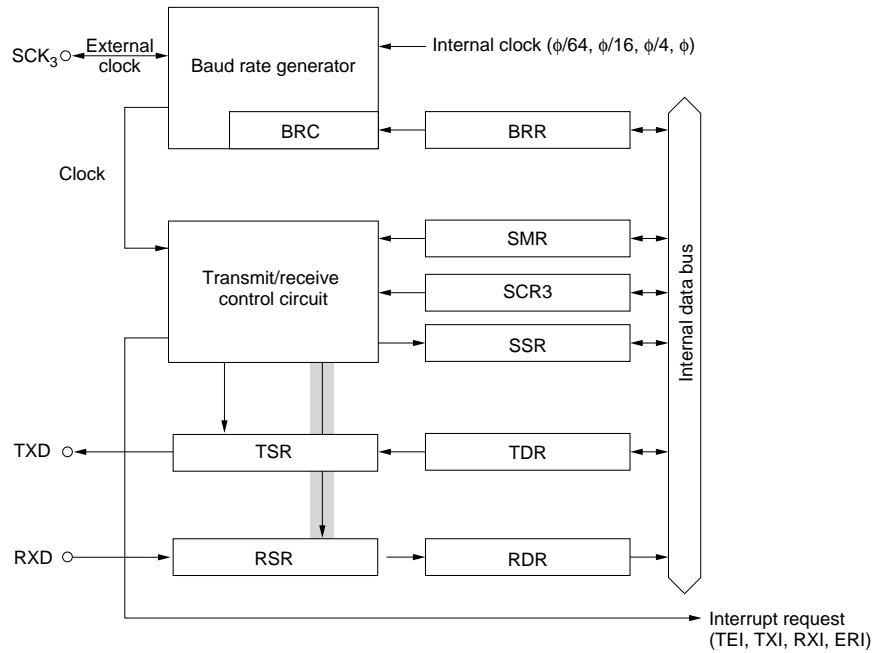 SCK3
External
clock
Baud rate generator
Internal clock (ϕ/64, ϕ/16, ϕ/4, ϕ)
BRC
BRR
Clock
Transmit/receive
control circuit
SMR
SCR3
SSR
Internal data bus
TXD
TSR
TDR
RXD
RSR
RDR
Interrupt request
(TEI, TXI, RXI, ERI)